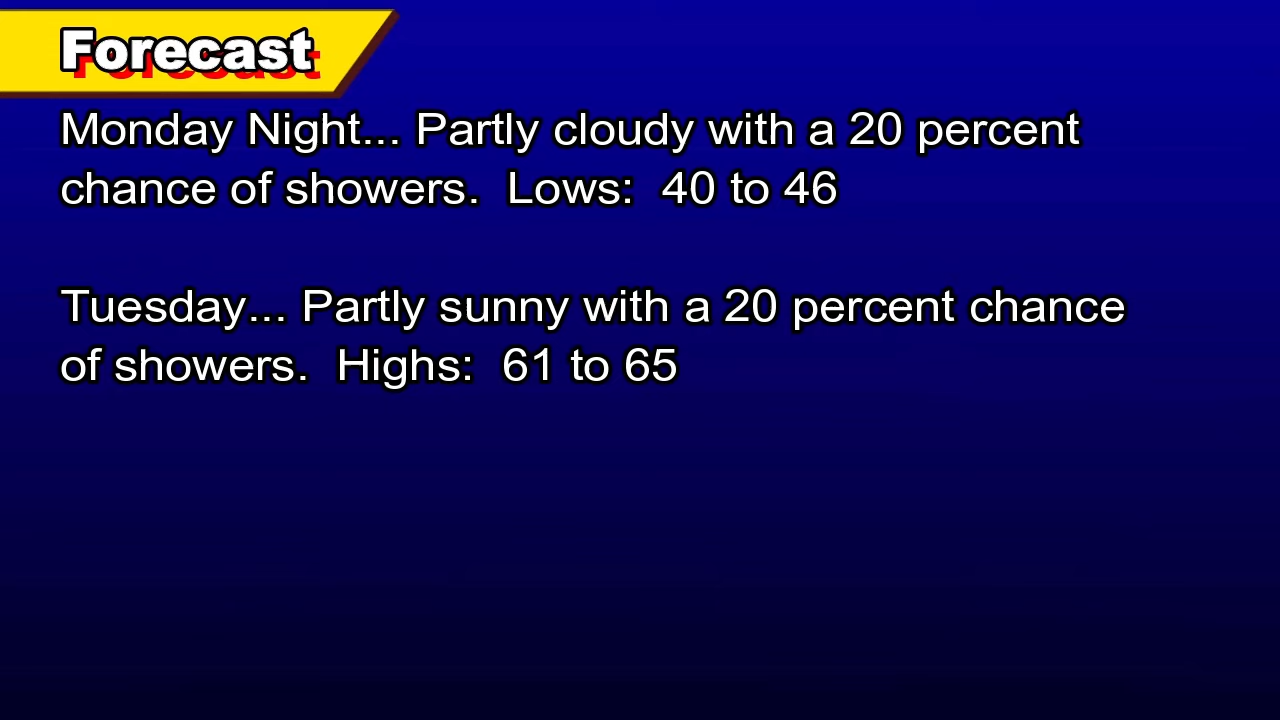 Forecast
Monday Night... Partly cloudy with a 20 percent
chance of showers.  Lows:  40 to 46
Tuesday... Partly sunny with a 20 percent chance
of showers.  Highs:  61 to 65